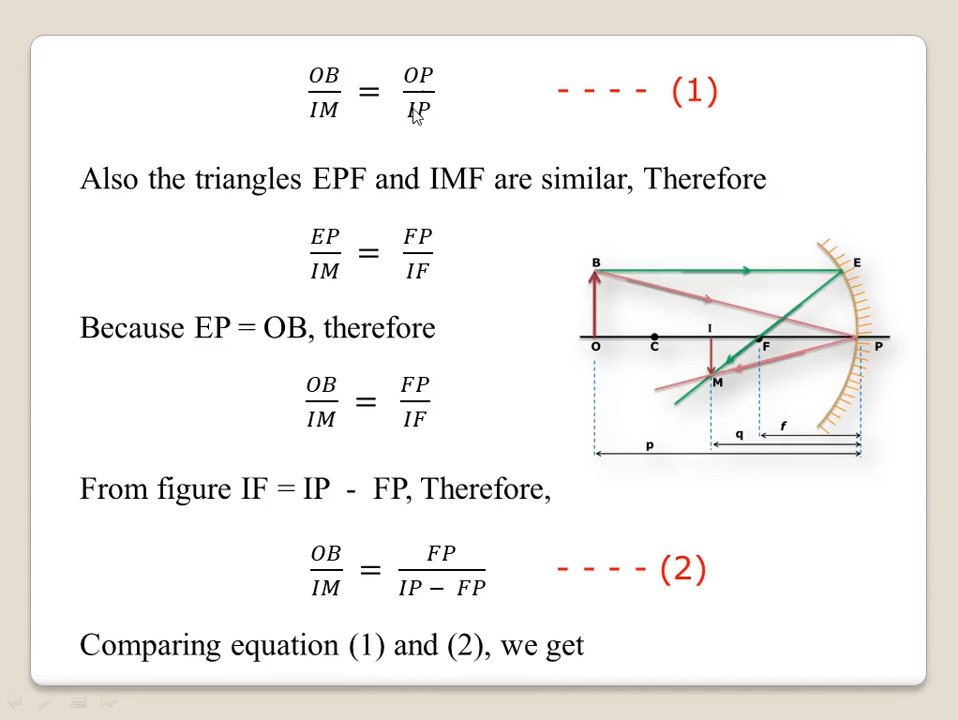 OB/IM = OP/IP - - - - (1)
Also the triangles EPF and IMF are similar, Therefore
EP/IM = FP/IF
Because EP = OB, therefore
OB/IM = FP/IF
From figure IF = IP - FP, Therefore,
OB/IM = FP/(IP − FP) - - - - (2)
Comparing equation (1) and (2), we get
B E
I
O C F P
M
f
q
p